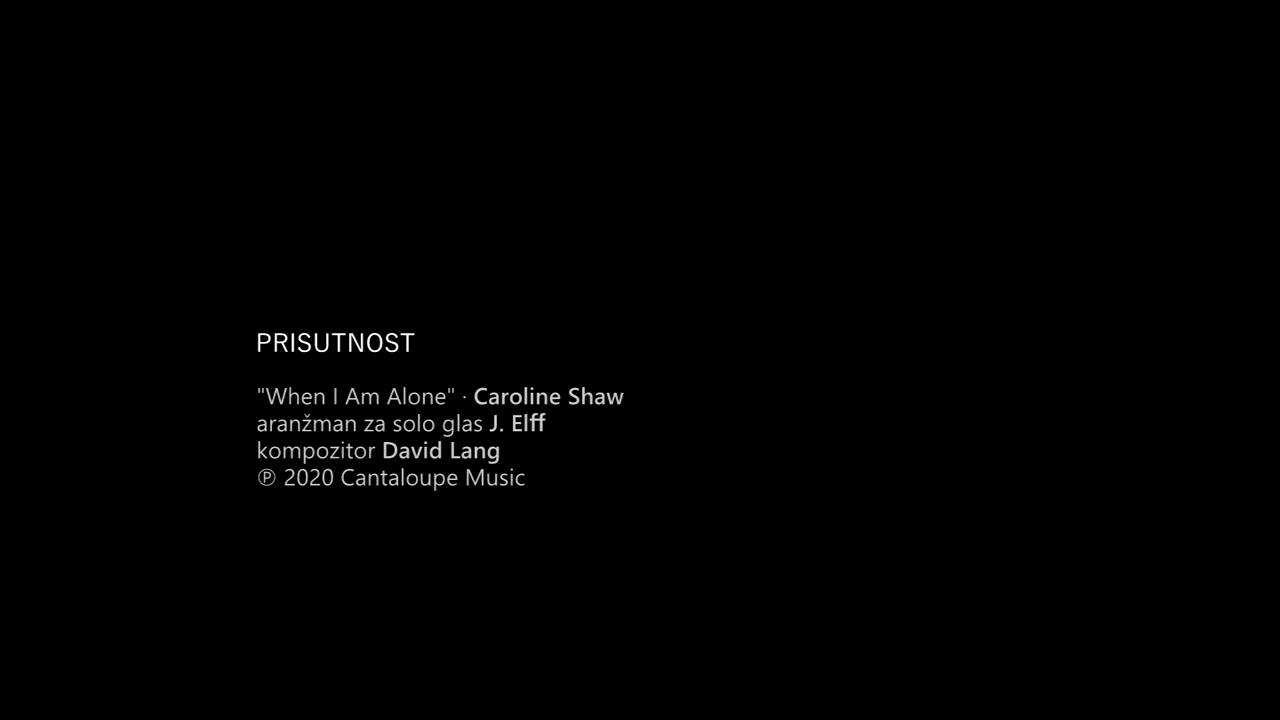 PRISUTNOST
"When I Am Alone" · Caroline Shaw
aranžman za solo glas J. Elff
kompozitor David Lang
℗ 2020 Cantaloupe Music